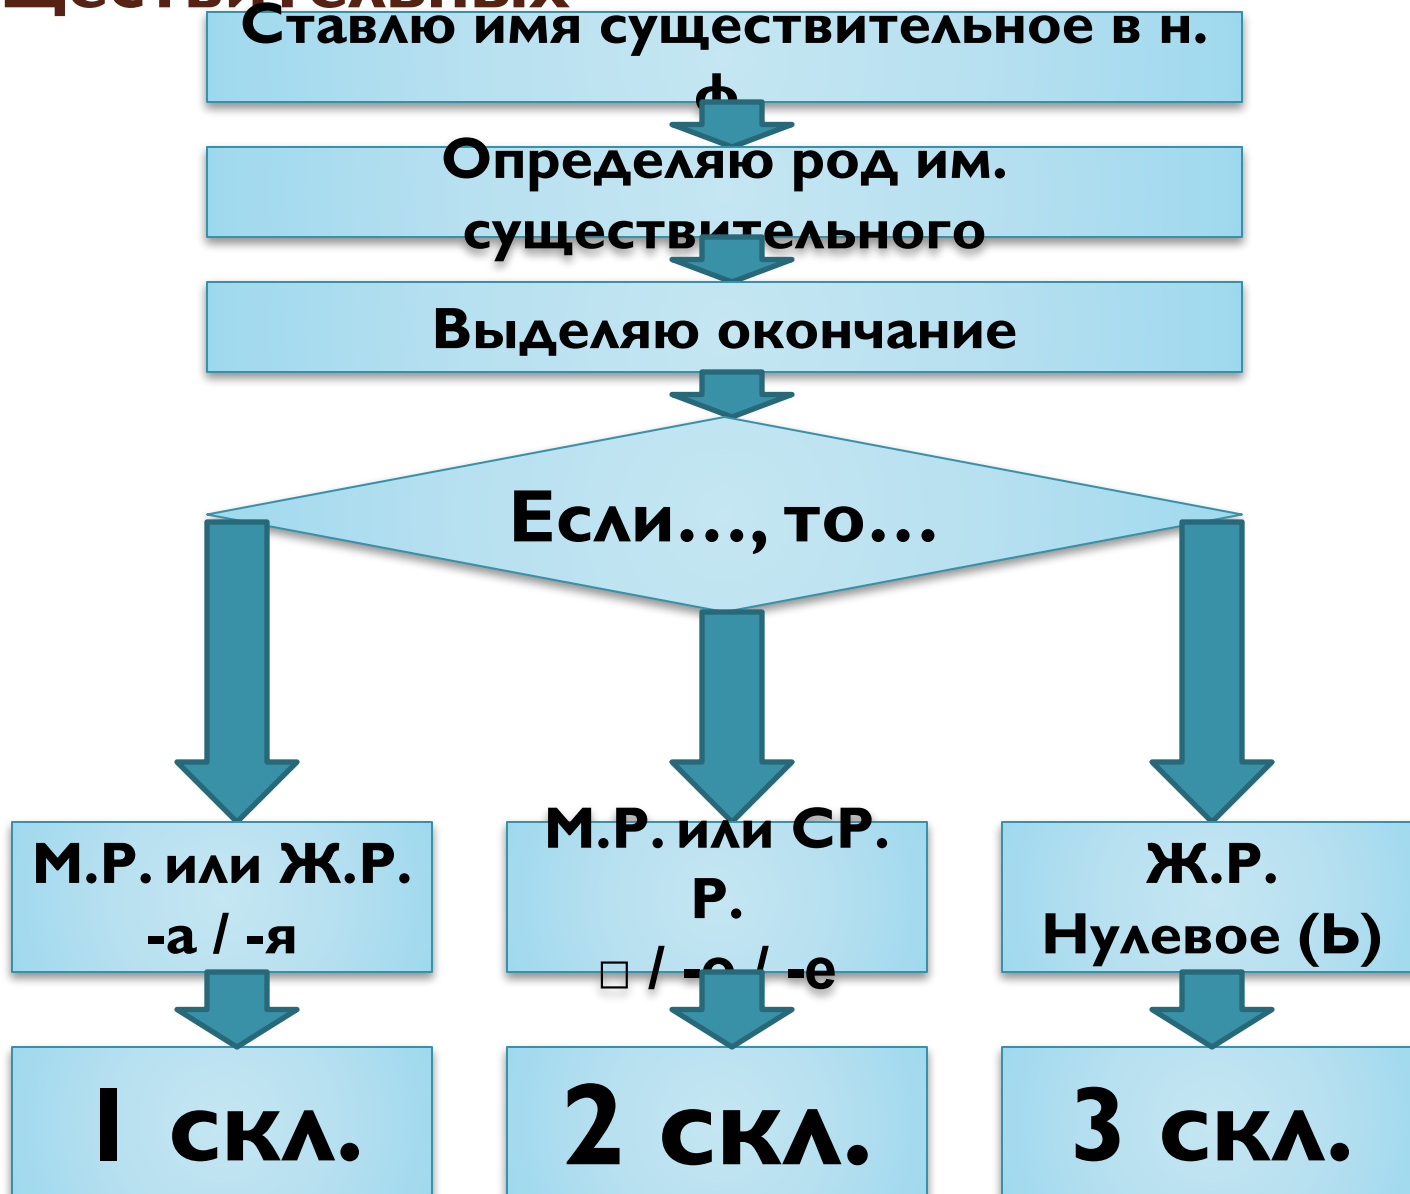 ществительных
Ставлю имя существительное в н.
ф
Определяю род им.
существительного
Выделяю окончание
Если…, то…
М.Р. или Ж.Р.
-а / -я
М.Р. или СР.
Р.
□ / -о / -е
Ж.Р.
Нулевое (Ь)
1 скл.
2 скл.
3 скл.